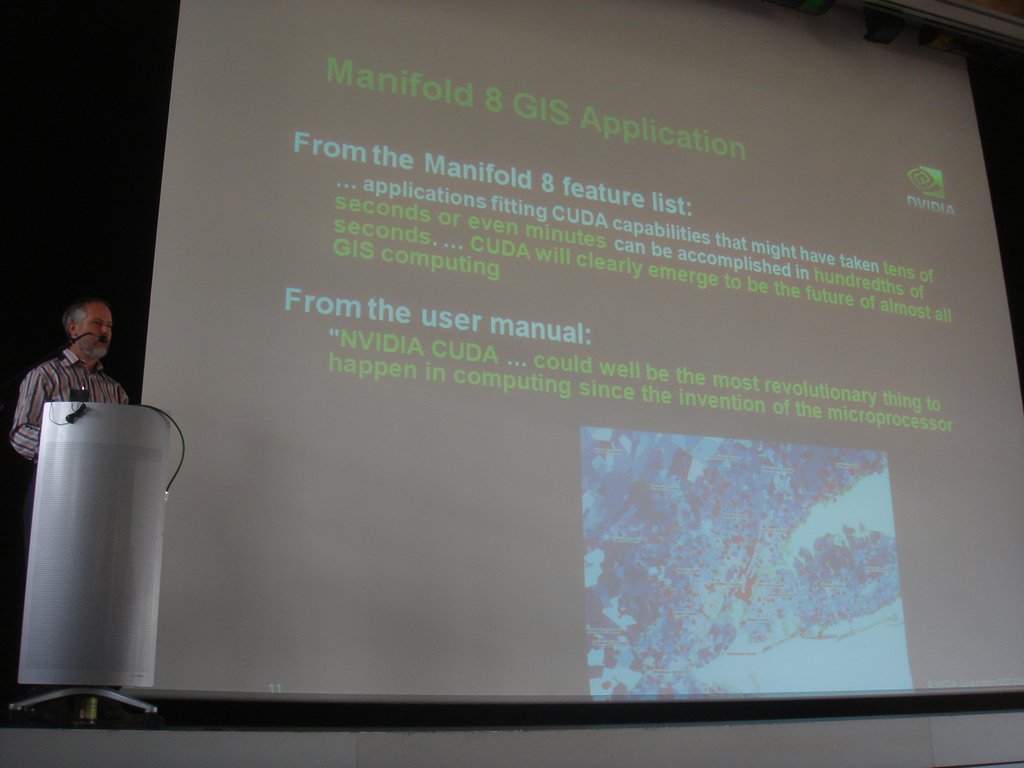 Manifold 8 GIS Application
From the Manifold 8 feature list:
... applications fitting CUDA capabilities that might have taken tens of
seconds or even minutes can be accomplished in hundredths of
seconds. ... CUDA will clearly emerge to be the future of almost all
GIS computing
NVIDIA
From the user manual:
"NVIDIA CUDA ... could well be the most revolutionary thing to
happen in computing since the invention of the microprocessor
11